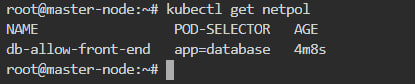 root@master-node:~# kubectl get netpol
NAME POD-SELECTOR AGE
db-allow-front-end app=database 4m8s
root@master-node:~#